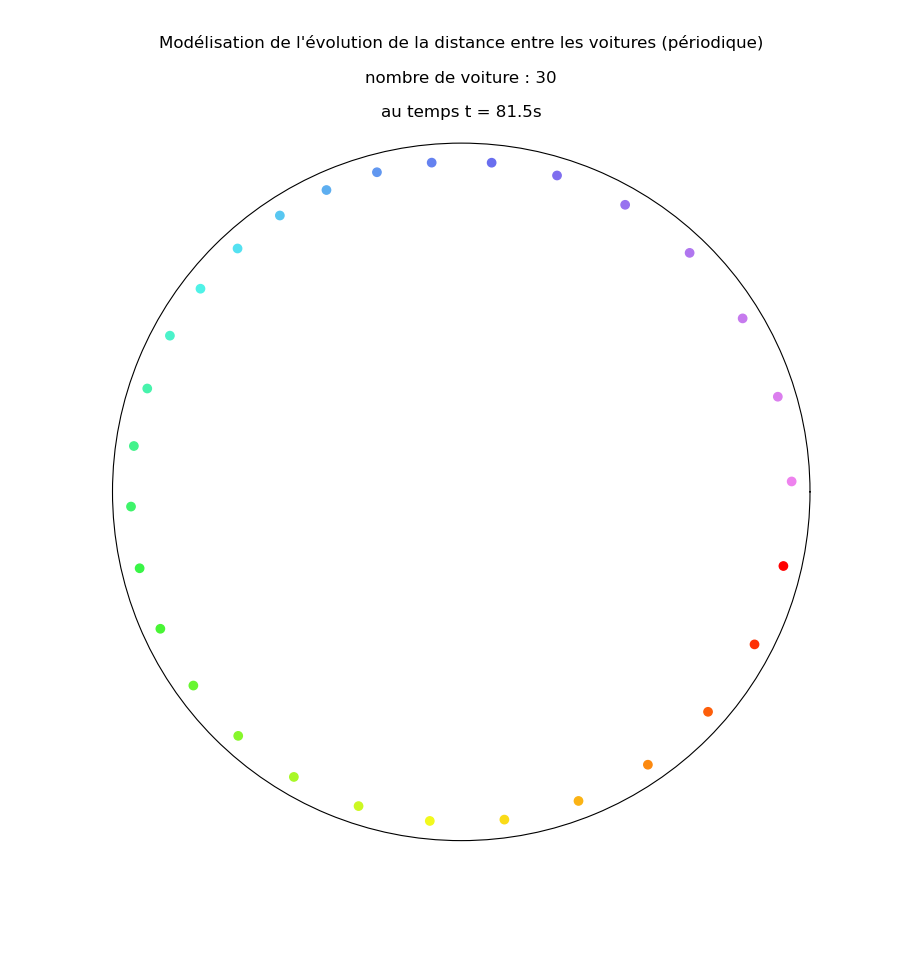 Modélisation de l'évolution de la distance entre les voitures (périodique)
nombre de voiture : 30
au temps t = 81.5s